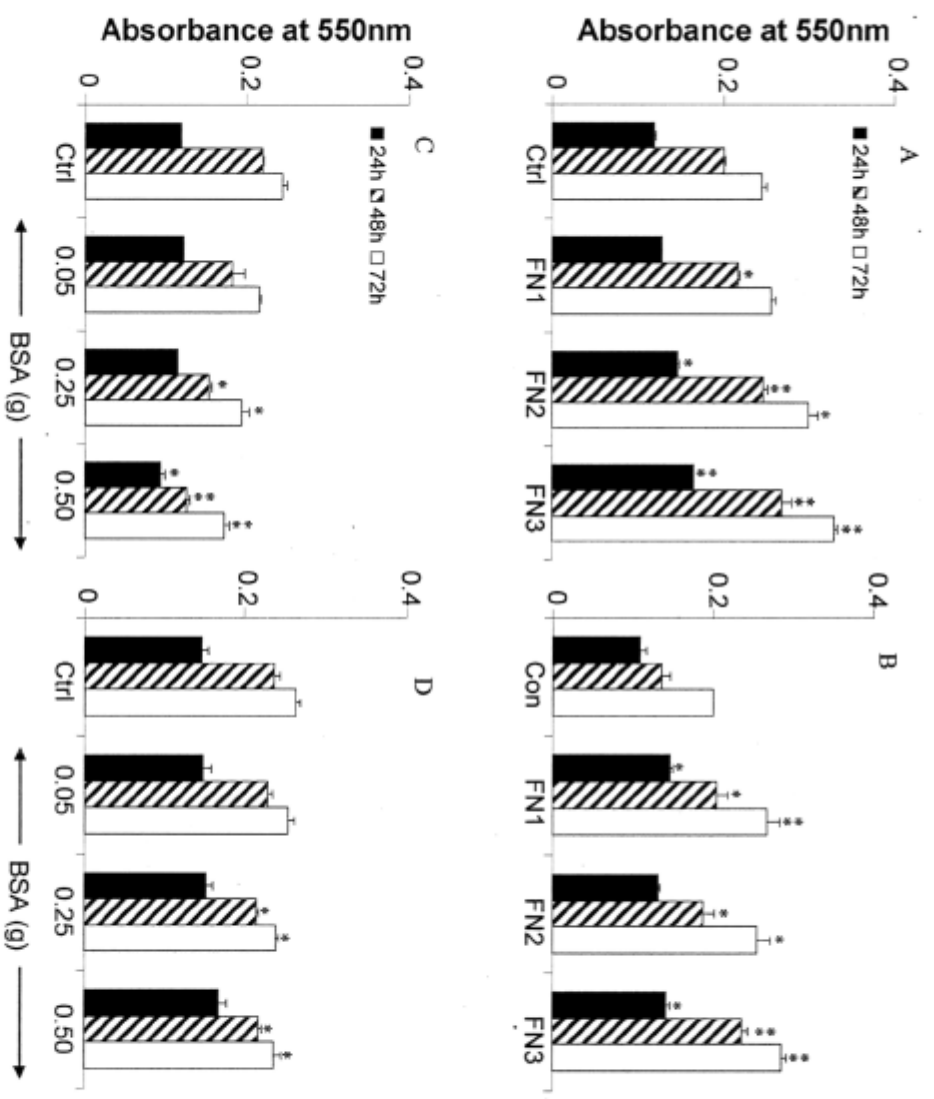 A
■ 24h ▨ 48h □ 72h
Absorbance at 550nm
0.4
0.2
0
Ctrl
FN1
*
FN2
*
**
*
FN3
**
**
**
B
0.4
0.2
0
Con
FN1
*
*
**
FN2
*
*
FN3
*
**
**
C
■ 24h ▨ 48h □ 72h
Absorbance at 550nm
0.4
0.2
0
Ctrl
0.05
0.25
*
*
0.50
*
**
**
BSA (g)
D
0.4
0.2
0
Ctrl
0.05
0.25
*
*
0.50
*
*
BSA (g)